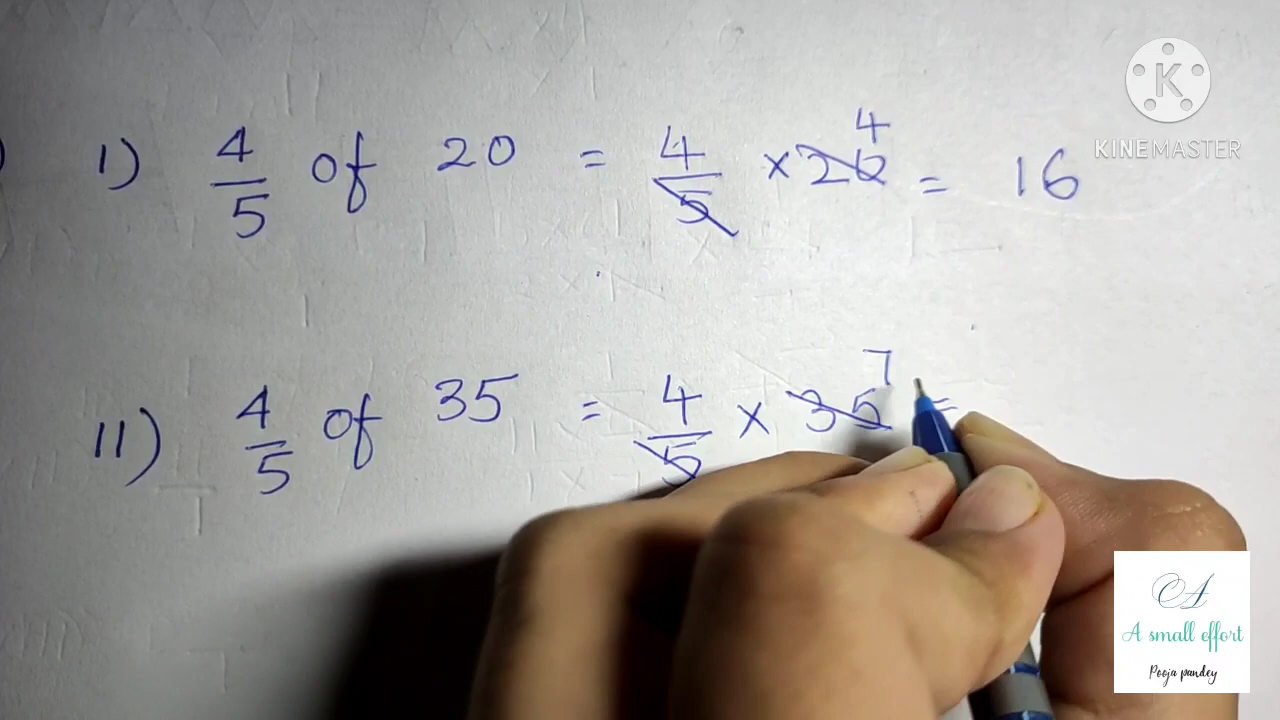 1) 4/5 of 20 = 4/5 × 20 4 = 16
11) 4/5 of 35 = 4/5 × 35 7 =
K
KINEMASTER
CA
A small effort
Pooja pandey